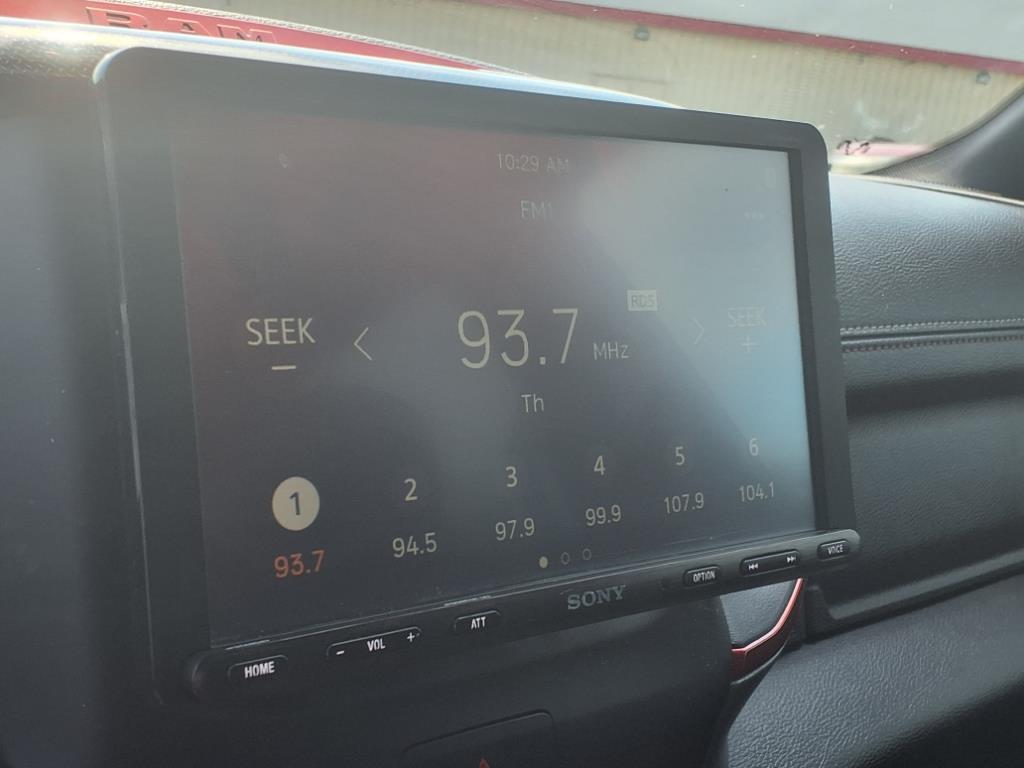 RAM
10:29 AM
FM1
RDS
SEEK
–
<
93.7 MHz
>
SEEK
+
Th
1 2 3 4 5 6
93.7 94.5 97.9 99.9 107.9 104.1
SONY
HOME
– VOL +
ATT
OPTION
VOICE